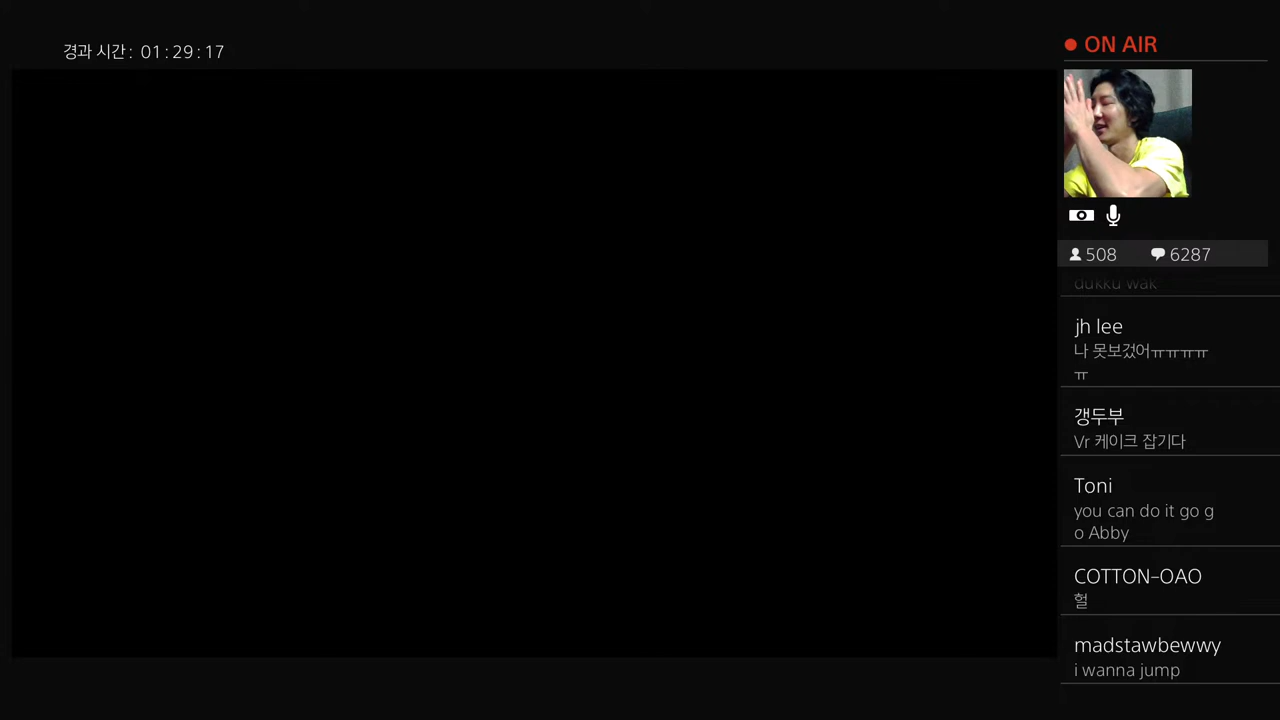 경과 시간: 01:29:17
ON AIR
508 6287
dukku wak
jh lee
나 못보겠어ㅠㅠㅠㅠ
ㅠ
갱두부
Vr 케이크 잡기다
Toni
you can do it go g
o Abby
COTTON-OAO
헐
madstawbewwy
i wanna jump